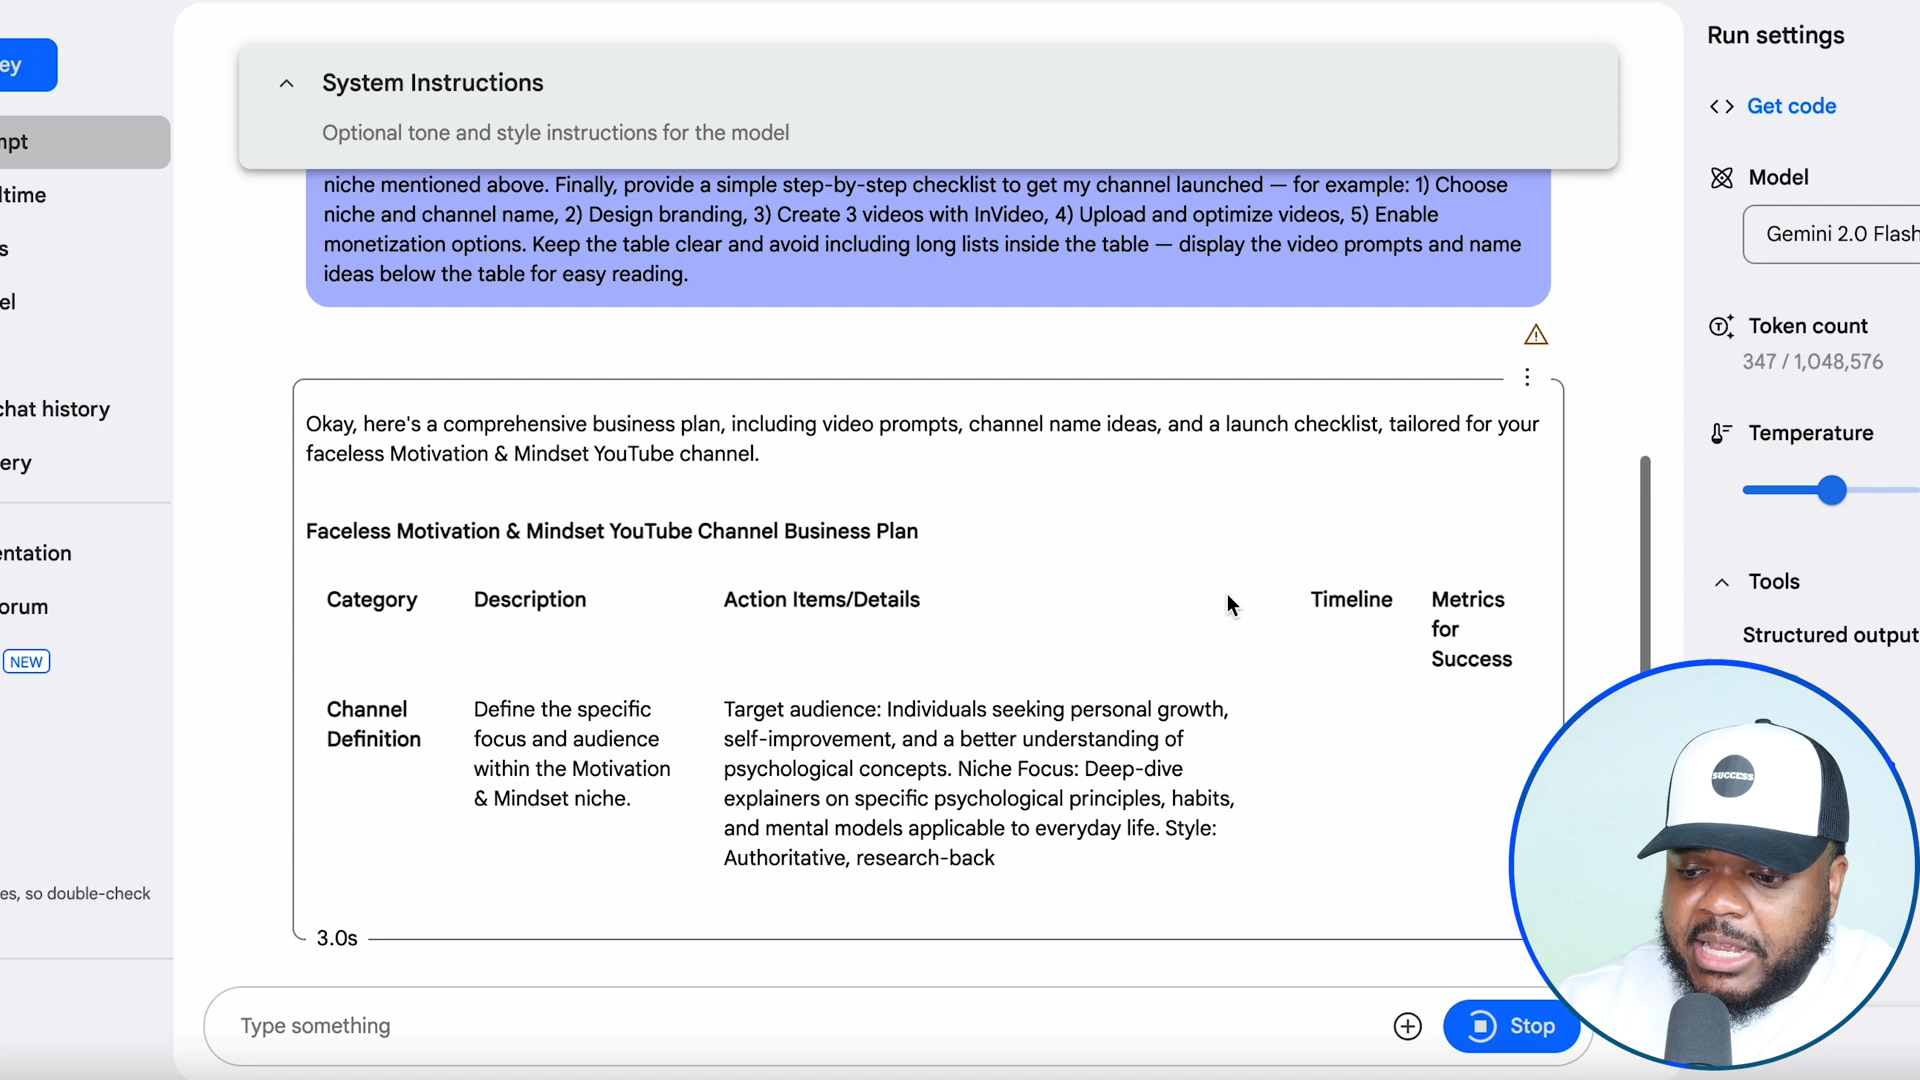 ey
System Instructions
Optional tone and style instructions for the model
Run settings
Get code
mpt
Model
ltime
niche mentioned above. Finally, provide a simple step-by-step checklist to get my channel launched — for example: 1) Choose
niche and channel name, 2) Design branding, 3) Create 3 videos with InVideo, 4) Upload and optimize videos, 5) Enable
monetization options. Keep the table clear and avoid including long lists inside the table — display the video prompts and name
ideas below the table for easy reading.
Gemini 2.0 Flash
s
el
Token count
347 / 1,048,576
chat history
Okay, here's a comprehensive business plan, including video prompts, channel name ideas, and a launch checklist, tailored for your
faceless Motivation & Mindset YouTube channel.
Temperature
ery
Faceless Motivation & Mindset YouTube Channel Business Plan
entation
Category Description Action Items/Details Timeline Metrics
for
Success
Tools
orum
Structured output
NEW
Channel
Definition
Define the specific
focus and audience
within the Motivation
& Mindset niche.
Target audience: Individuals seeking personal growth,
self-improvement, and a better understanding of
psychological concepts. Niche Focus: Deep-dive
explainers on specific psychological principles, habits,
and mental models applicable to everyday life. Style:
Authoritative, research-back
SUCCESS
es, so double-check
3.0s
Type something
Stop